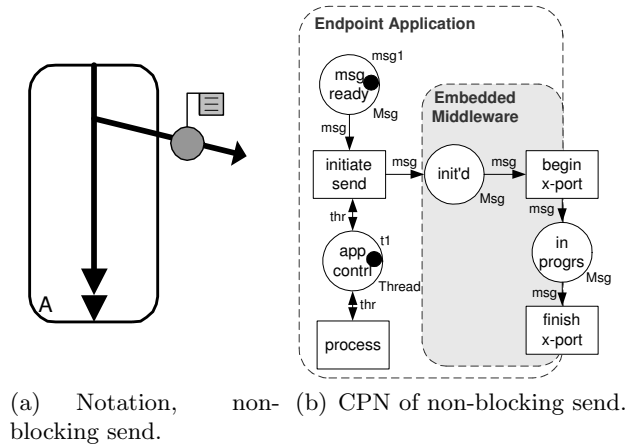 Endpoint Application
msg1
msg
ready
Msg
msg
Embedded
Middleware
initiate
send
msg
init'd
Msg
msg
begin
x-port
thr
msg
t1
app
contrl
Thread
in
progrs
Msg
thr
msg
process
finish
x-port
A
(a) Notation, non-
blocking send.
(b) CPN of non-blocking send.